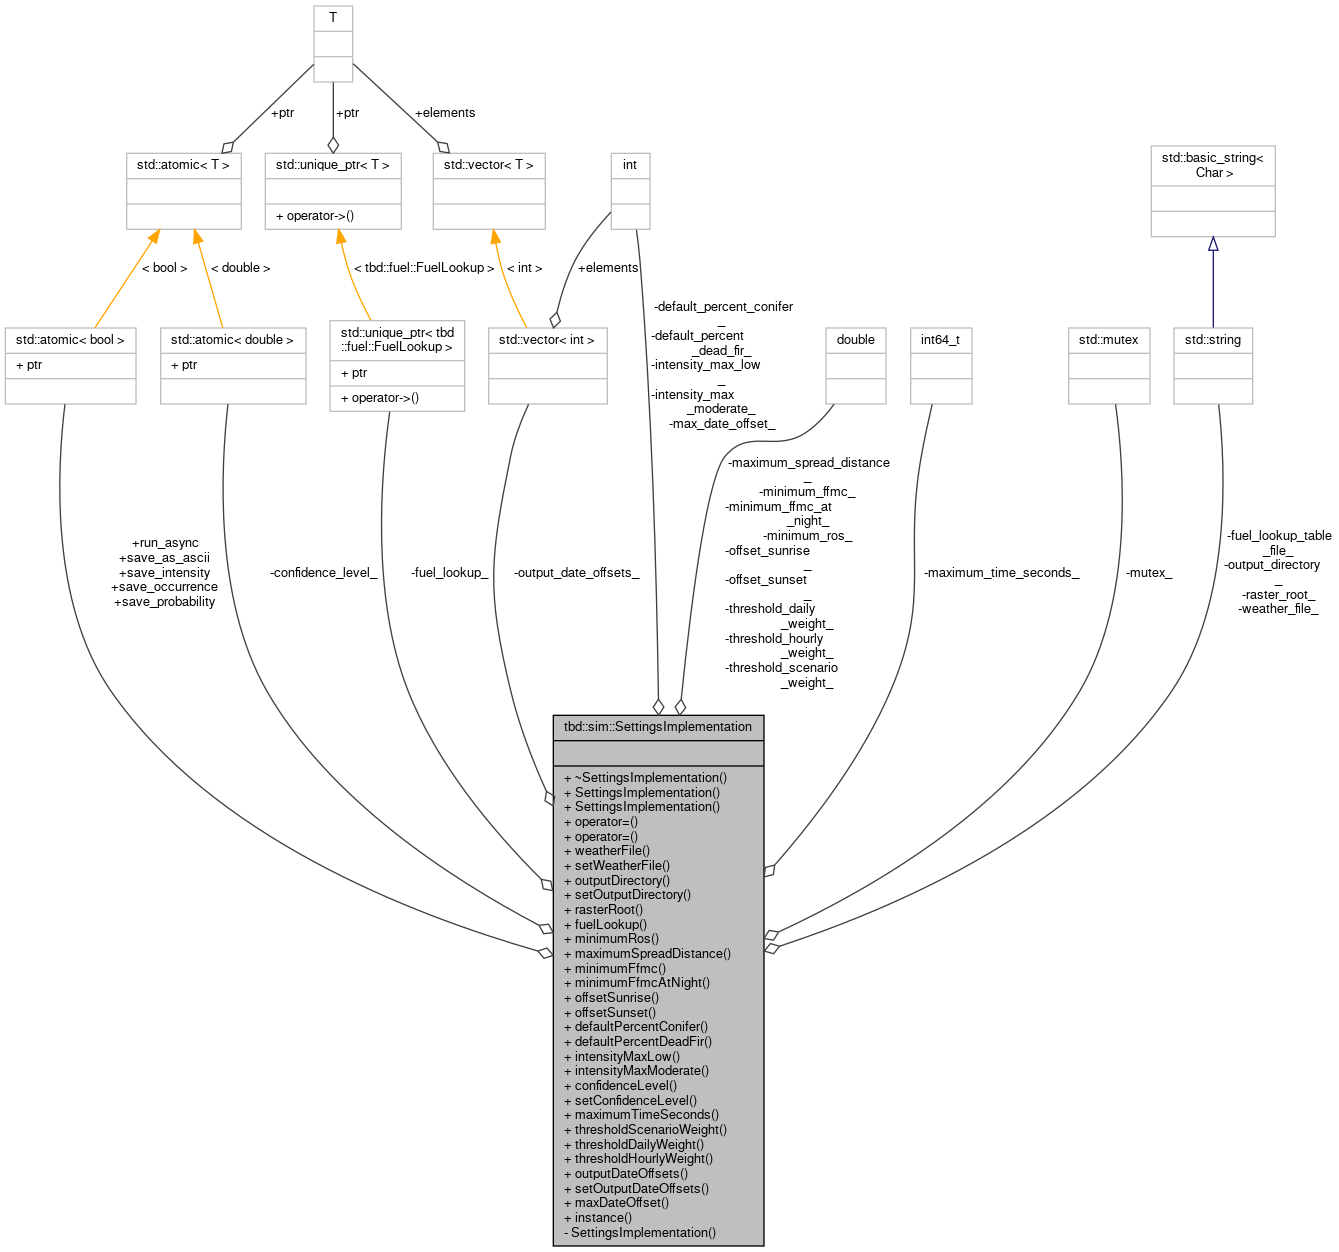 T
+ptr
+ptr
+elements
std::atomic< T >
std::unique_ptr< T >
+ operator->()
std::vector< T >
int
std::basic_string<
Char >
< bool >
< double >
< tbd::fuel::FuelLookup >
< int >
+elements
std::atomic< bool >
+ ptr
std::atomic< double >
+ ptr
std::unique_ptr< tbd
::fuel::FuelLookup >
+ ptr
+ operator->()
std::vector< int >
-default_percent_conifer
_
-default_percent
_dead_fir_
-intensity_max_low
_
-intensity_max
_moderate_
-max_date_offset_
double
int64_t
std::mutex
std::string
+run_async
+save_as_ascii
+save_intensity
+save_occurrence
+save_probability
-confidence_level_
-fuel_lookup_
-output_date_offsets_
-maximum_spread_distance
_
-minimum_ffmc_
-minimum_ffmc_at
_night_
-minimum_ros_
-offset_sunrise
_
-offset_sunset
_
-threshold_daily
_weight_
-threshold_hourly
_weight_
-threshold_scenario
_weight_
-maximum_time_seconds_
-mutex_
-fuel_lookup_table
_file_
-output_directory
_
-raster_root_
-weather_file_
tbd::sim::SettingsImplementation
+ ~SettingsImplementation()
+ SettingsImplementation()
+ SettingsImplementation()
+ operator=()
+ operator=()
+ weatherFile()
+ setWeatherFile()
+ outputDirectory()
+ setOutputDirectory()
+ rasterRoot()
+ fuelLookup()
+ minimumRos()
+ maximumSpreadDistance()
+ minimumFfmc()
+ minimumFfmcAtNight()
+ offsetSunrise()
+ offsetSunset()
+ defaultPercentConifer()
+ defaultPercentDeadFir()
+ intensityMaxLow()
+ intensityMaxModerate()
+ confidenceLevel()
+ setConfidenceLevel()
+ maximumTimeSeconds()
+ thresholdScenarioWeight()
+ thresholdDailyWeight()
+ thresholdHourlyWeight()
+ outputDateOffsets()
+ setOutputDateOffsets()
+ maxDateOffset()
+ instance()
- SettingsImplementation()